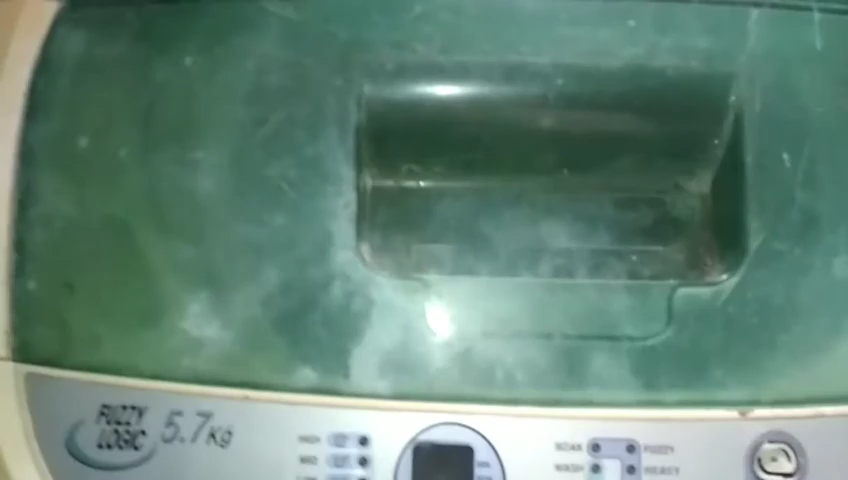 FUZZY
LOGIC
5.7Kg
HIGH
MID
SOAK
FUZZY
WASH
HEAVY